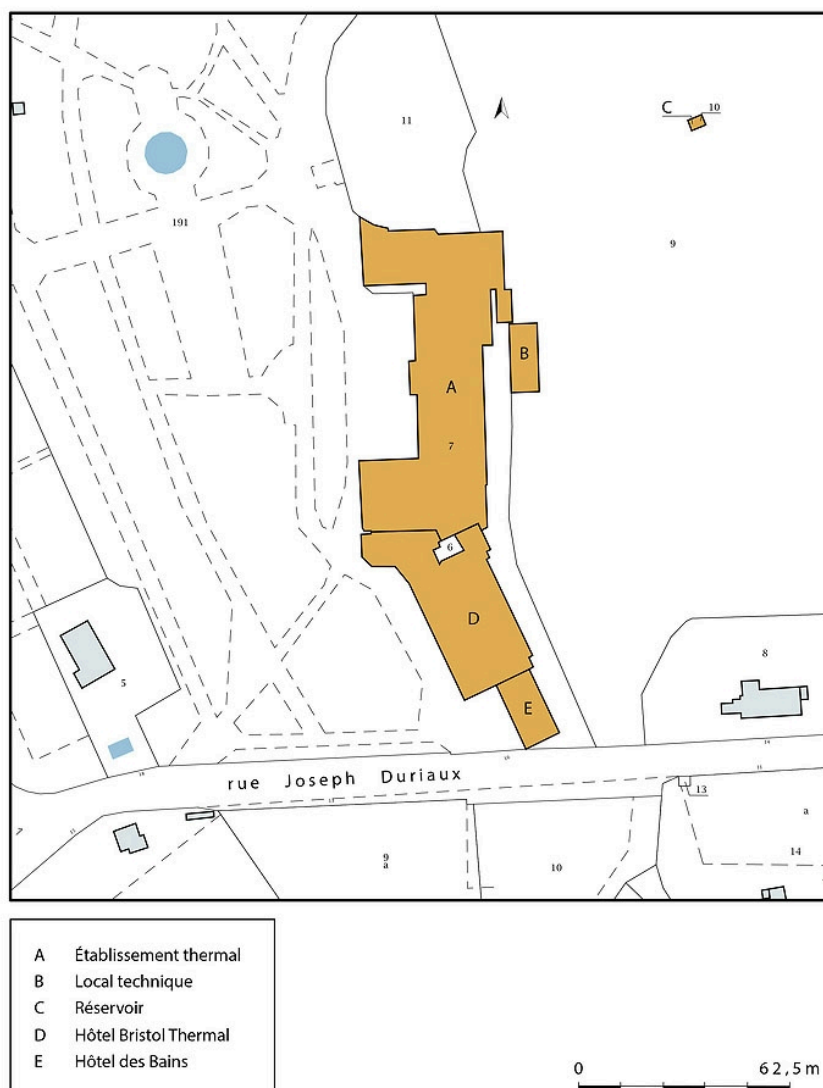 C 10
11
191
9
B
A
7
6
D
5
8
E
rue Joseph Duriaux
13
a
9
a
10
14
A Établissement thermal
B Local technique
C Réservoir
D Hôtel Bristol Thermal
E Hôtel des Bains
0 62,5m